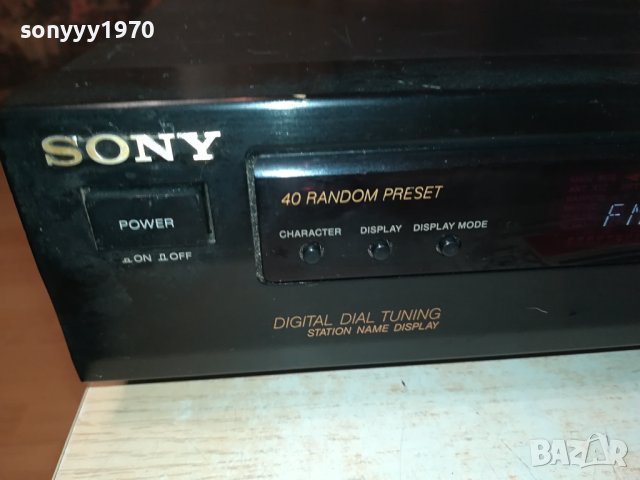 sonyyy1970
SONY
40 RANDOM PRESET
POWER
CHARACTER DISPLAY DISPLAY MODE
ON OFF
DIGITAL DIAL TUNING
STATION NAME DISPLAY
BAZAR